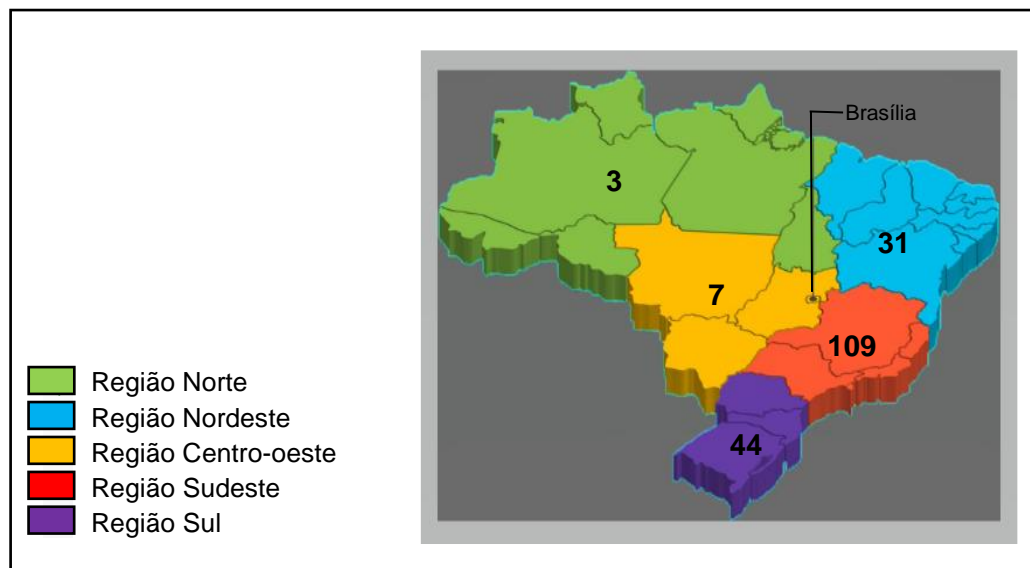 Brasília
3
31
7
109
44
Região Norte
Região Nordeste
Região Centro-oeste
Região Sudeste
Região Sul